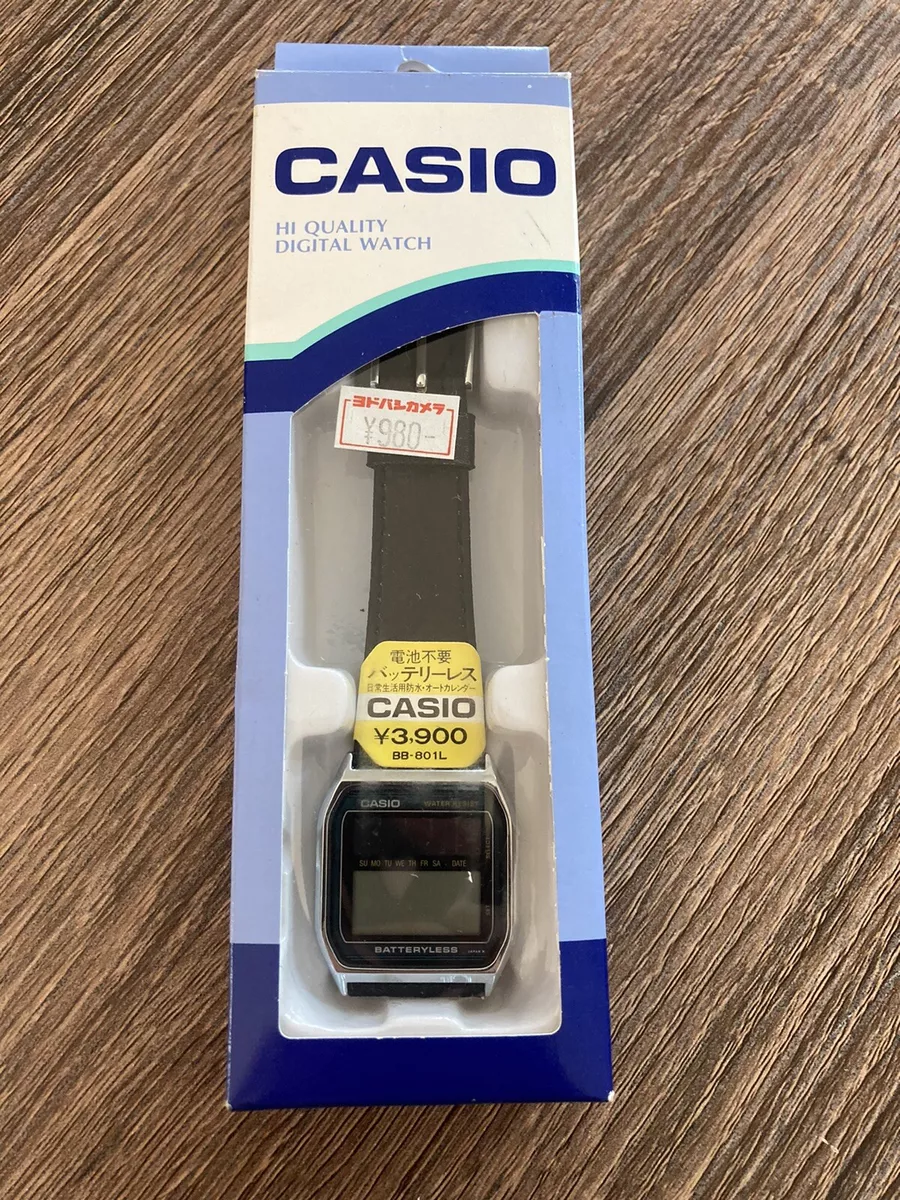 CASIO
HI QUALITY
DIGITAL WATCH
ヨドバシカメラ
¥980
電池不要
バッテリーレス
日常生活用防水・オートカレンダー
CASIO
¥3,900
BB-801L
CASIO
WATER RESIST
SU MO TU WE TH FR SA - DATE
BATTERYLESS